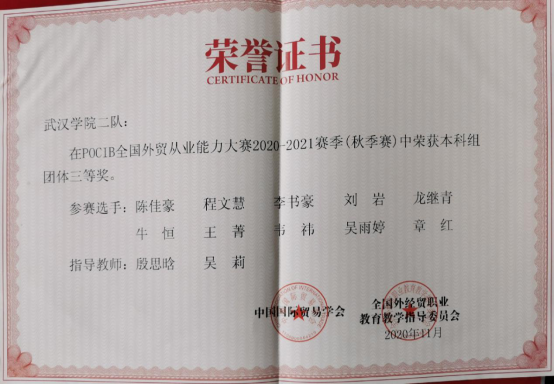 荣誉证书
CERTIFICATE OF HONOR
武汉学院二队：
在POCIB全国外贸从业能力大赛2020-2021赛季(秋季赛)中荣获本科组
团体三等奖。
参赛选手：陈佳豪 程文慧 李书豪 刘岩 龙继青
牛恒 王菁 韦祎 吴雨婷 章红
指导教师：殷思晗 吴莉
中国国际贸易学会
全国外经贸职业
教育教学指导委员会
2020年11月